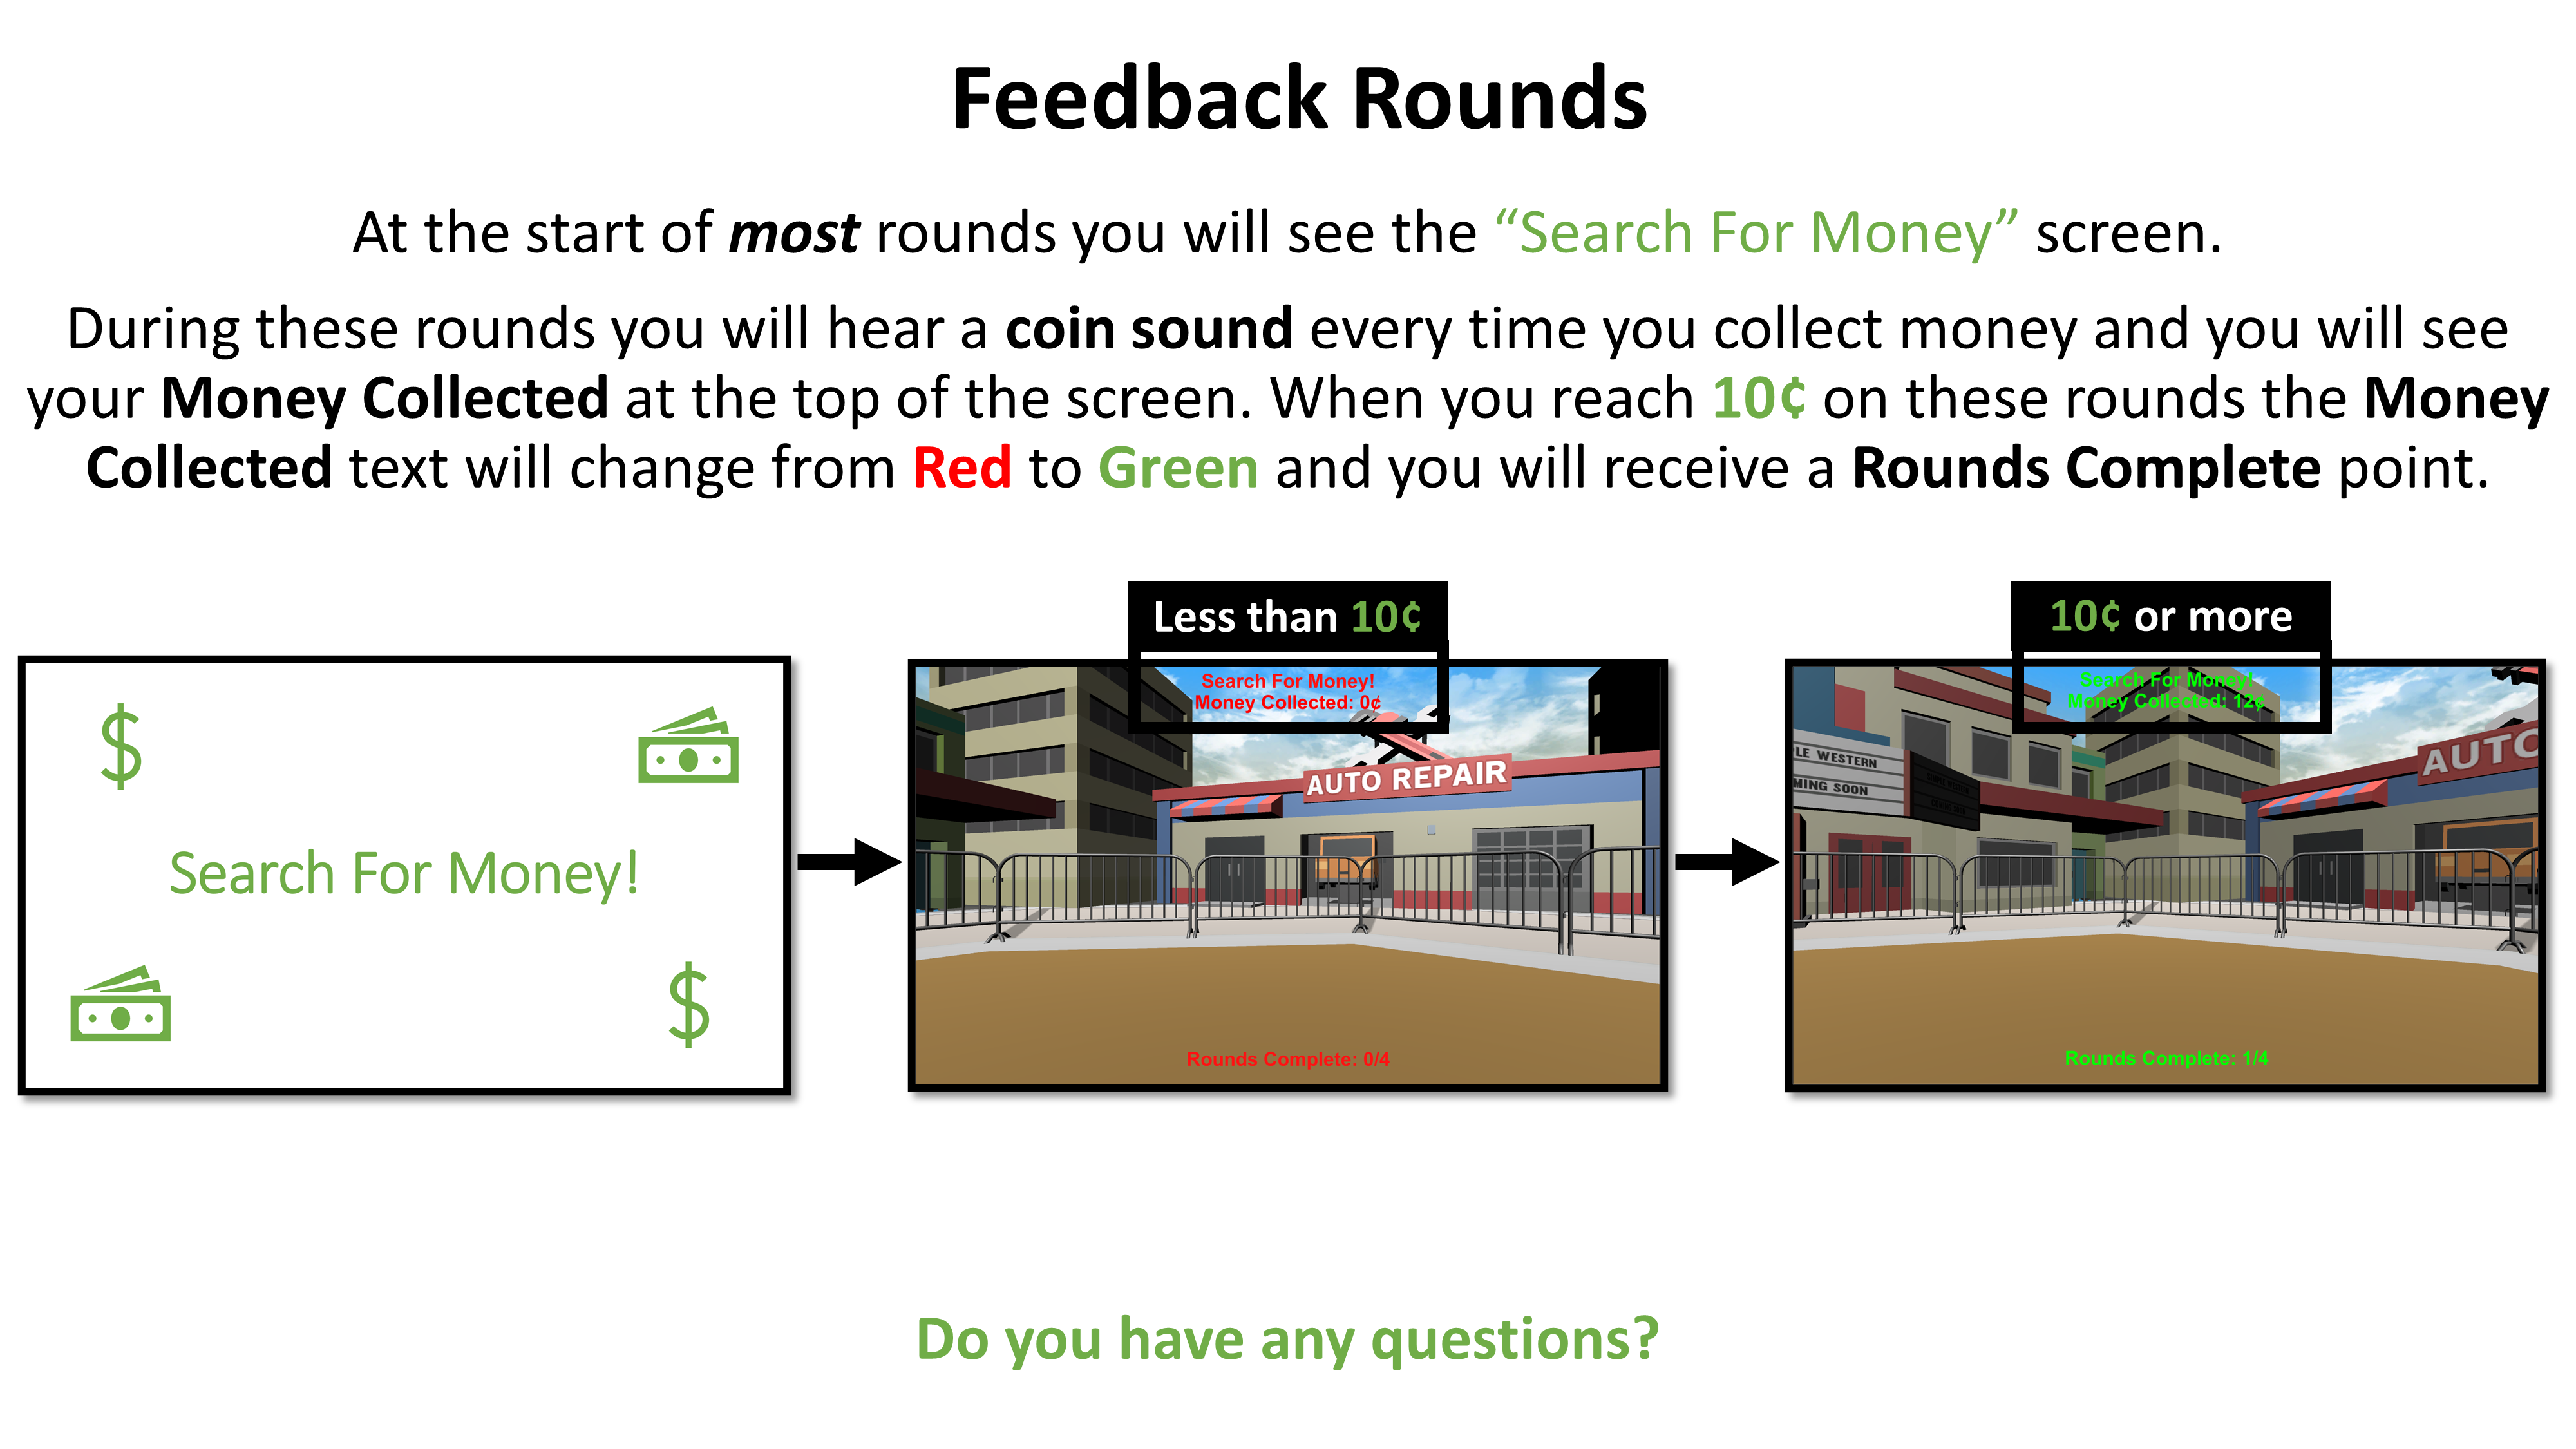 Feedback Rounds
At the start of most rounds you will see the “Search For Money” screen.
During these rounds you will hear a coin sound every time you collect money and you will see
your Money Collected at the top of the screen. When you reach 10¢ on these rounds the Money
Collected text will change from Red to Green and you will receive a Rounds Complete point.
Search For Money!
$
$
Less than 10¢
Search For Money!
Money Collected: 0¢
AUTO REPAIR
Rounds Complete: 0/4
10¢ or more
Search For Money!
Money Collected: 12¢
LE WESTERN
MING SOON
AUTO
Rounds Complete: 1/4
Do you have any questions?